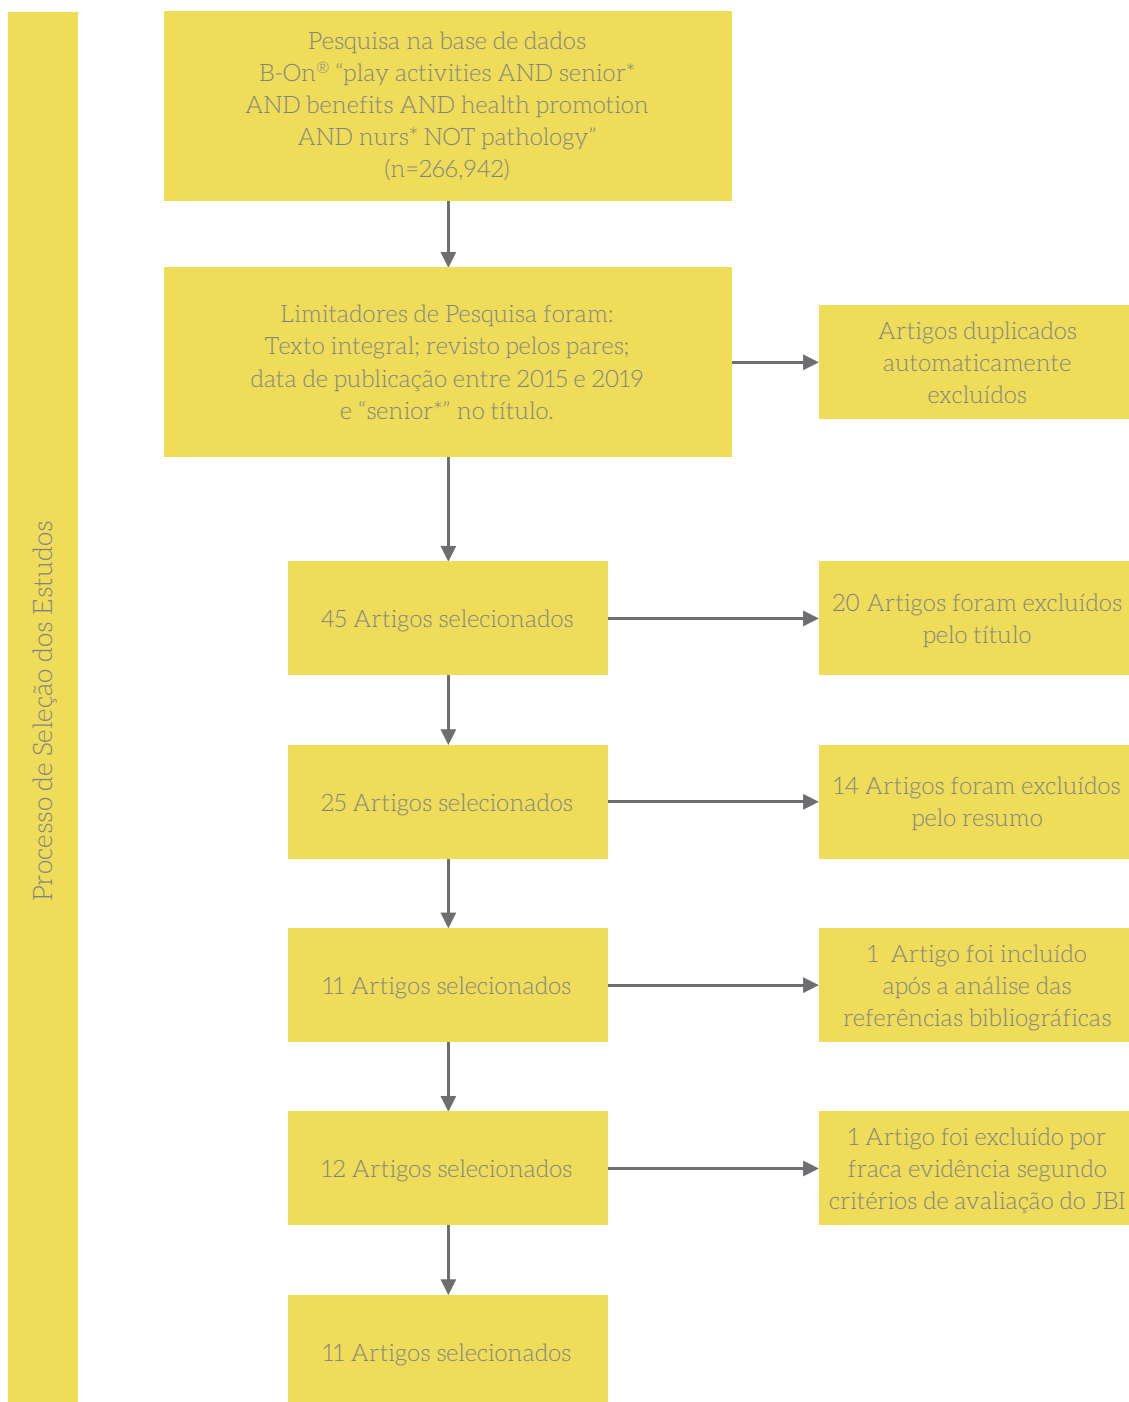 Processo de Seleção dos Estudos
Pesquisa na base de dados
B-On® “play activities AND senior*
AND benefits AND health promotion
AND nurs* NOT pathology”
(n=266,942)
Limitadores de Pesquisa foram:
Texto integral; revisto pelos pares;
data de publicação entre 2015 e 2019
e “senior*” no título.
Artigos duplicados
automaticamente
excluídos
45 Artigos selecionados
20 Artigos foram excluídos
pelo título
25 Artigos selecionados
14 Artigos foram excluídos
pelo resumo
11 Artigos selecionados
1 Artigo foi incluído
após a análise das
referências bibliográficas
12 Artigos selecionados
1 Artigo foi excluído por
fraca evidência segundo
critérios de avaliação do JBI
11 Artigos selecionados